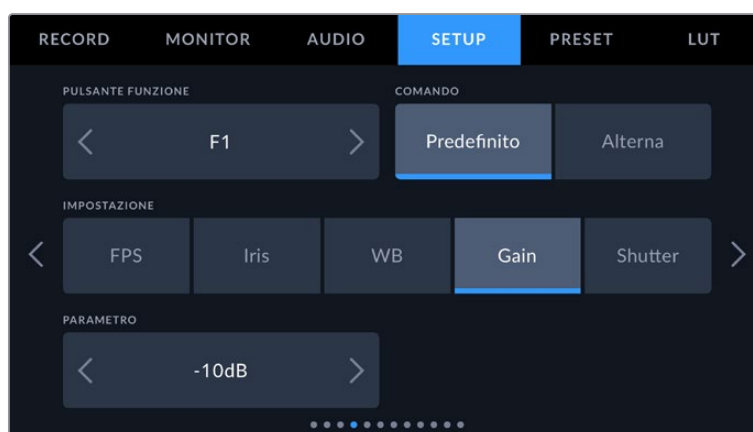 RECORD MONITOR AUDIO SETUP PRESET LUT
PULSANTE FUNZIONE COMANDO
F1 Predefinito Alterna
IMPOSTAZIONE
FPS Iris WB Gain Shutter
PARAMETRO
-10dB